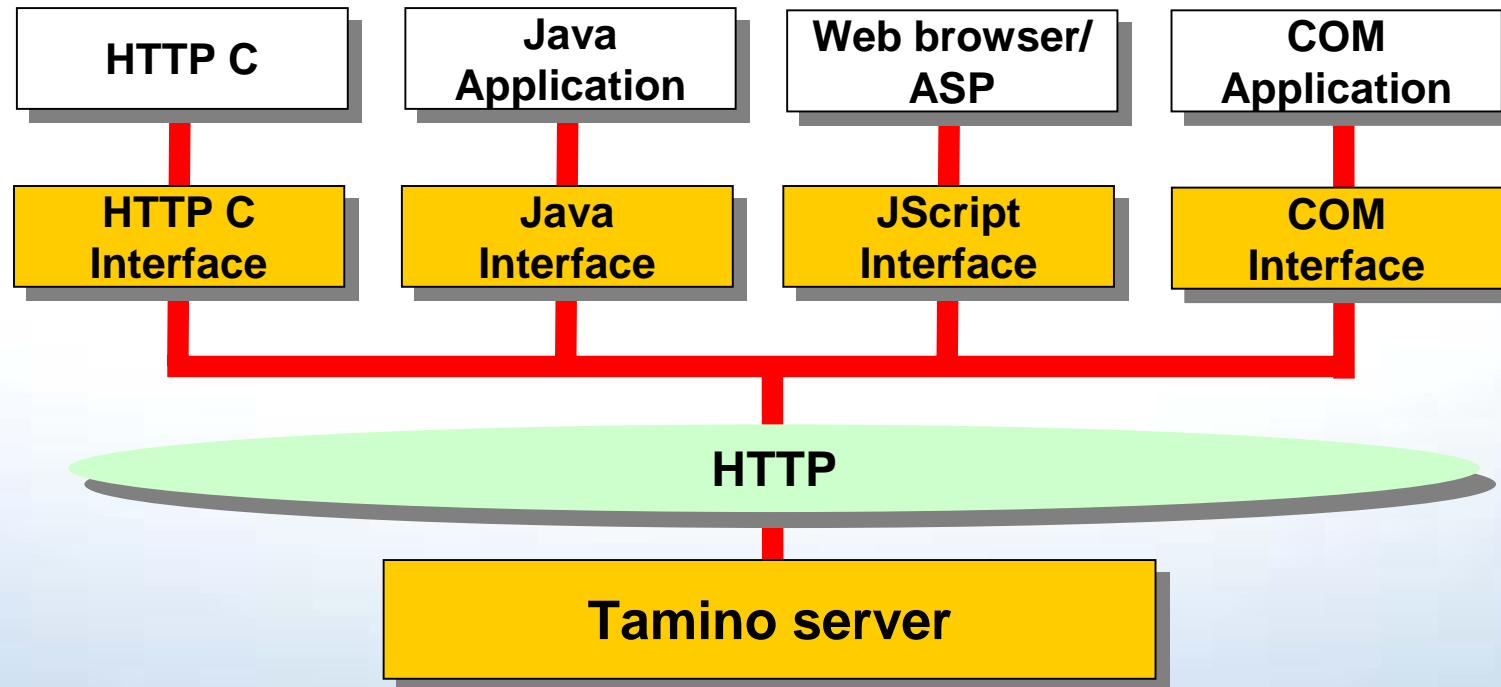 HTTP C
Java
Application
Web browser/
ASP
COM
Application
HTTP C
Interface
Java
Interface
JScript
Interface
COM
Interface
HTTP
Tamino server